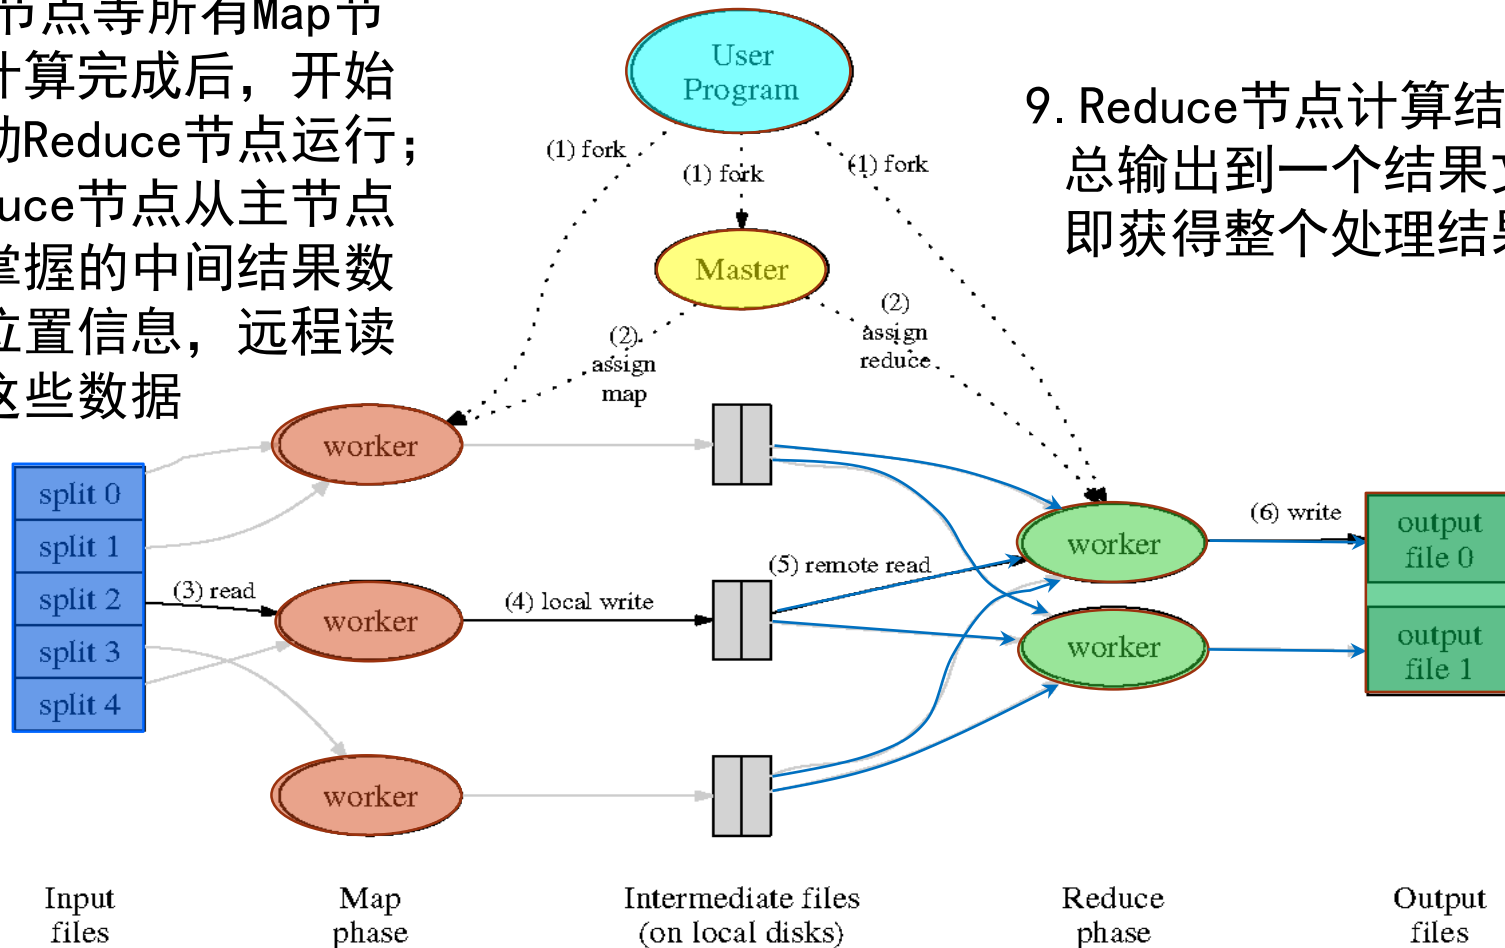 节点等所有Map节
计算完成后，开始
动Reduce节点运行；
uce节点从主节点
掌握的中间结果数
位置信息，远程读
这些数据
9.Reduce节点计算结
总输出到一个结果文
即获得整个处理结果
User
Program
(1) fork
(1) fork
(1) fork
Master
(2)
assign
map
(2)
assign
reduce
worker
split 0
split 1
split 2
split 3
split 4
(3) read
worker
(4) local write
worker
(5) remote read
worker
worker
(6) write
output
file 0
output
file 1
Input
files
Map
phase
Intermediate files
(on local disks)
Reduce
phase
Output
files